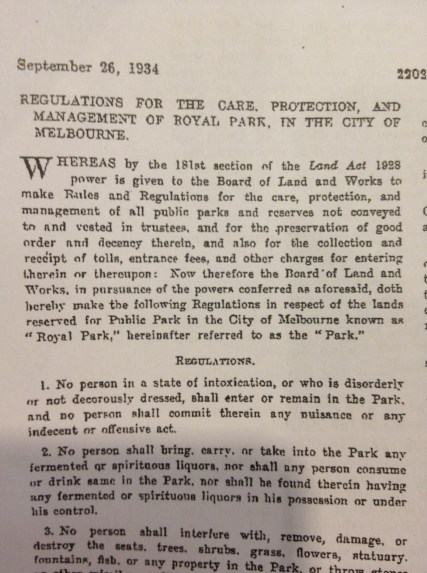 September 26, 1934
2202
REGULATIONS FOR THE CARE, PROTECTION, AND
MANAGEMENT OF ROYAL PARK, IN THE CITY OF
MELBOURNE.
WHEREAS by the 181st section of the Land Act 1928
power is given to the Board of Land and Works to
make Rules and Regulations for the care, protection, and
management of all public parks and reserves not conveyed
to and vested in trustees, and for the preservation of good
order and decency therein, and also for the collection and
receipt of tolls, entrance fees, and other charges for entering
therein or thereupon: Now therefore the Board of Land and
Works, in pursuance of the powers conferred as aforesaid, doth
hereby make the following Regulations in respect of the lands
reserved for Public Park in the City of Melbourne known as
"Royal Park," hereinafter referred to as the "Park."
REGULATIONS.
1. No person in a state of intoxication, or who is disorderly
or not decorously dressed, shall enter or remain in the Park,
and no person shall commit therein any nuisance or any
indecent or offensive act.
2. No person shall bring, carry, or take into the Park any
fermented or spirituous liquors, nor shall any person consume
or drink same in the Park, nor shall be found therein having
any fermented or spirituous liquors in his possession or under
his control.
3. No person shall interfere with, remove, damage, or
destroy the seats, trees, shrubs, grass, flowers, statuary,
fountains, fish, or any property in the Park, or throw stones